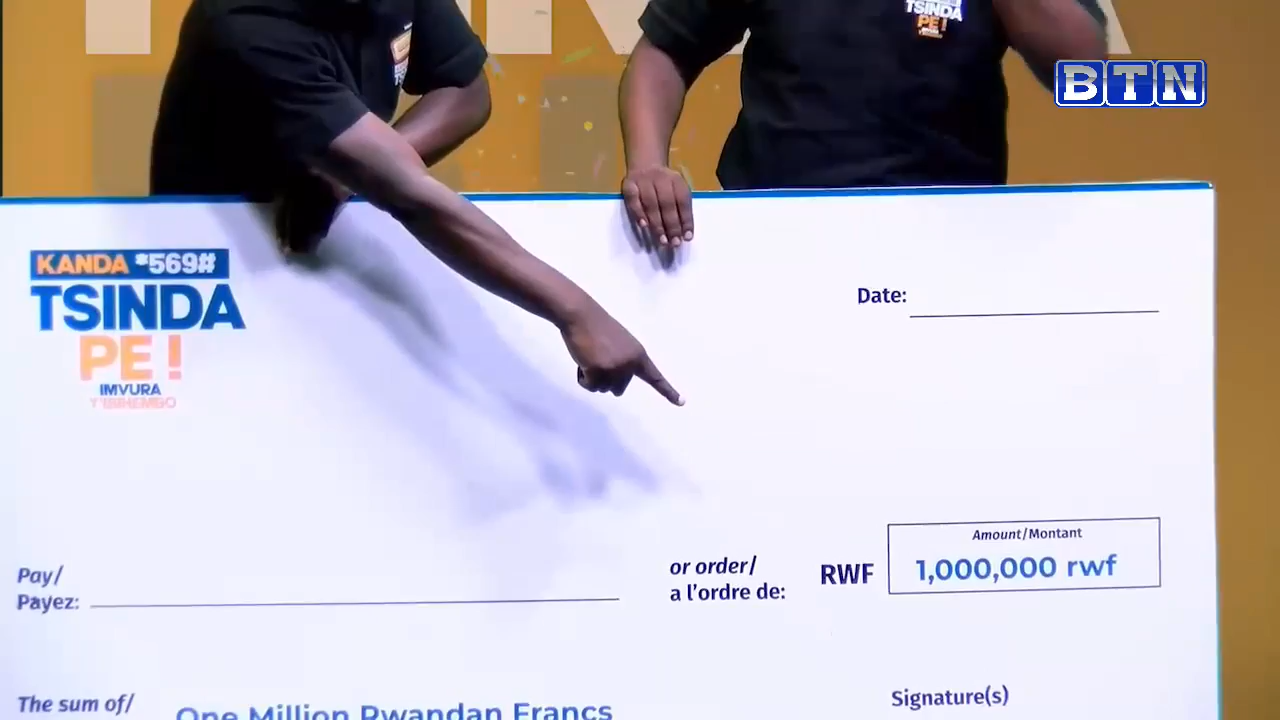 TSINDA
PE!
BTN
KANDA *569#
TSINDA
PE !
IMVURA
Y'IBIHEMBO
Date:
Amount/Montant
RWF 1,000,000 rwf
or order/
a l'ordre de:
Pay/
Payez:
The sum of/
One Million Rwandan Francs
Signature(s)